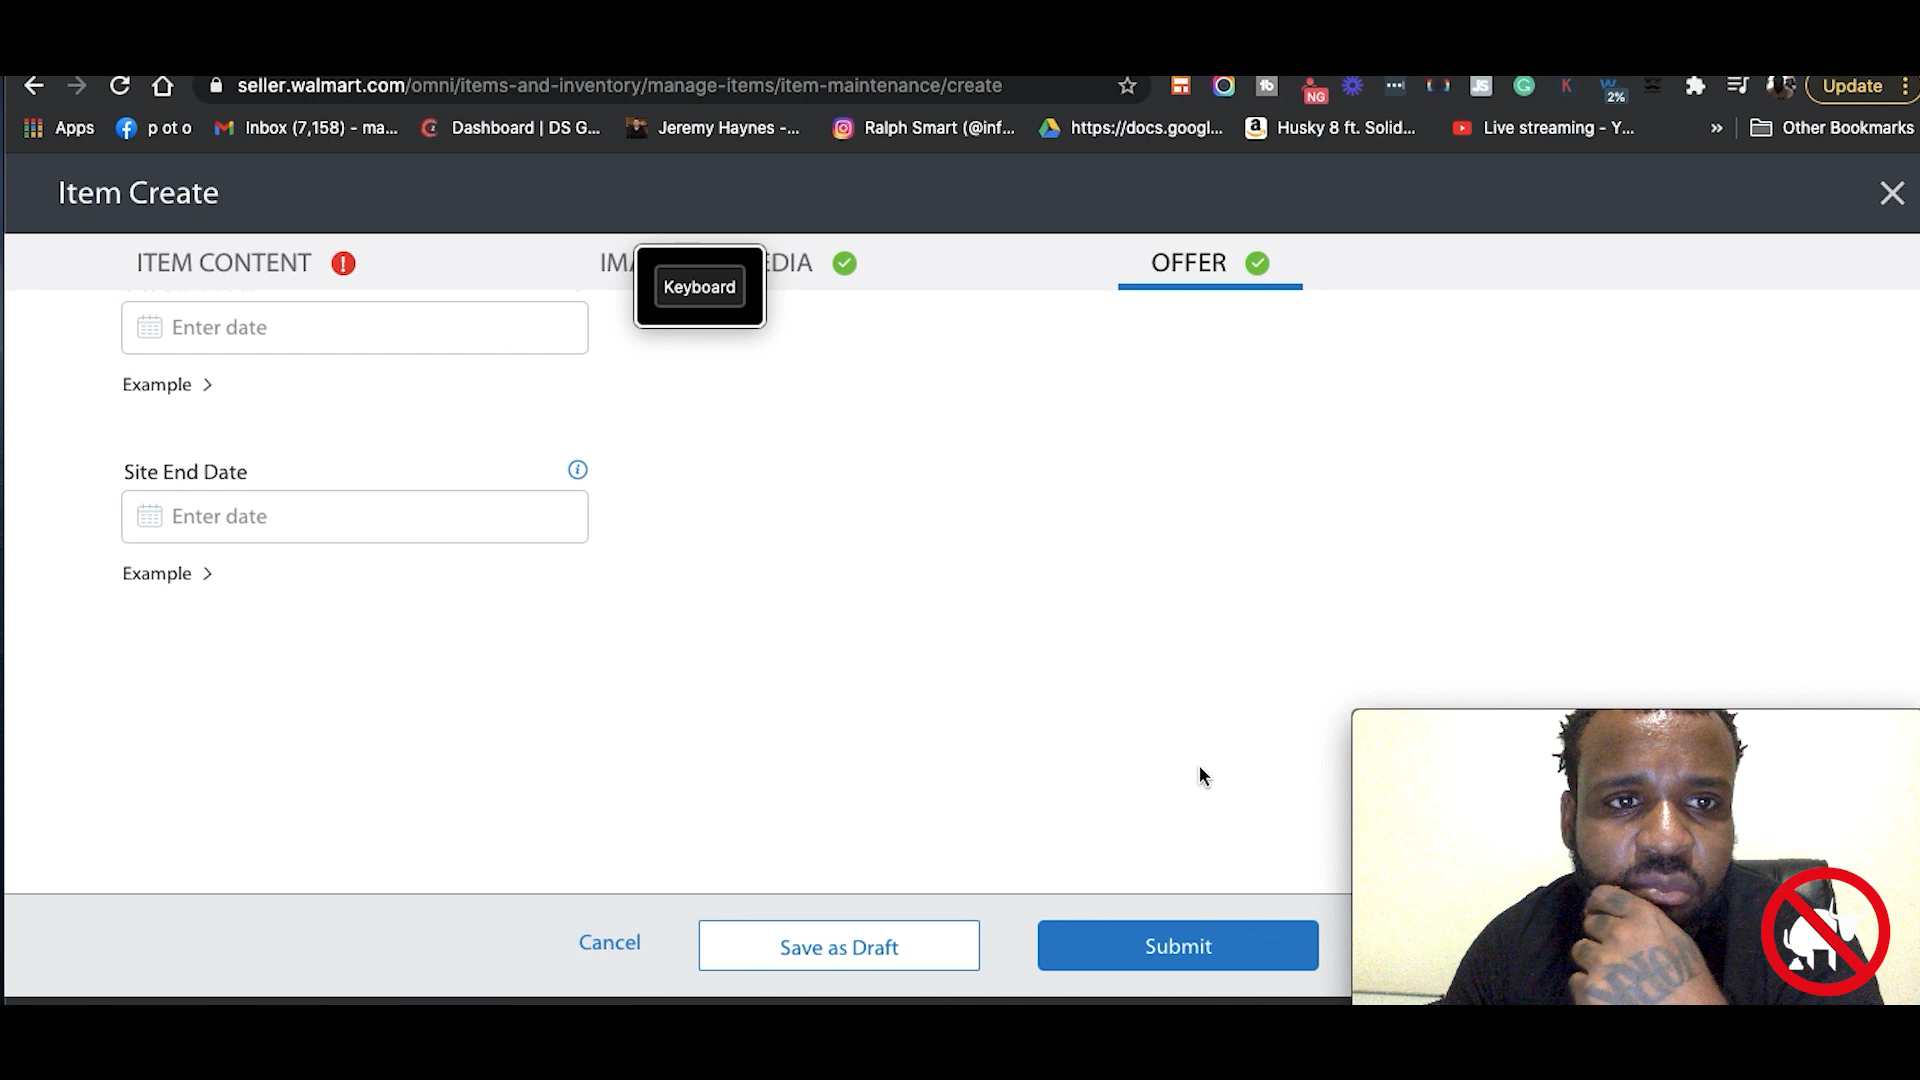 seller.walmart.com/omni/items-and-inventory/manage-items/item-maintenance/create
NG
2%
Update
Apps
p ot o
Inbox (7,158) - ma...
Dashboard | DS G...
Jeremy Haynes -...
Ralph Smart (@inf...
https://docs.googl...
Husky 8 ft. Solid...
Live streaming - Y...
»
Other Bookmarks
Item Create
ITEM CONTENT
IMA
EDIA
OFFER
Keyboard
Enter date
Example >
Site End Date
Enter date
Example >
Cancel
Save as Draft
Submit